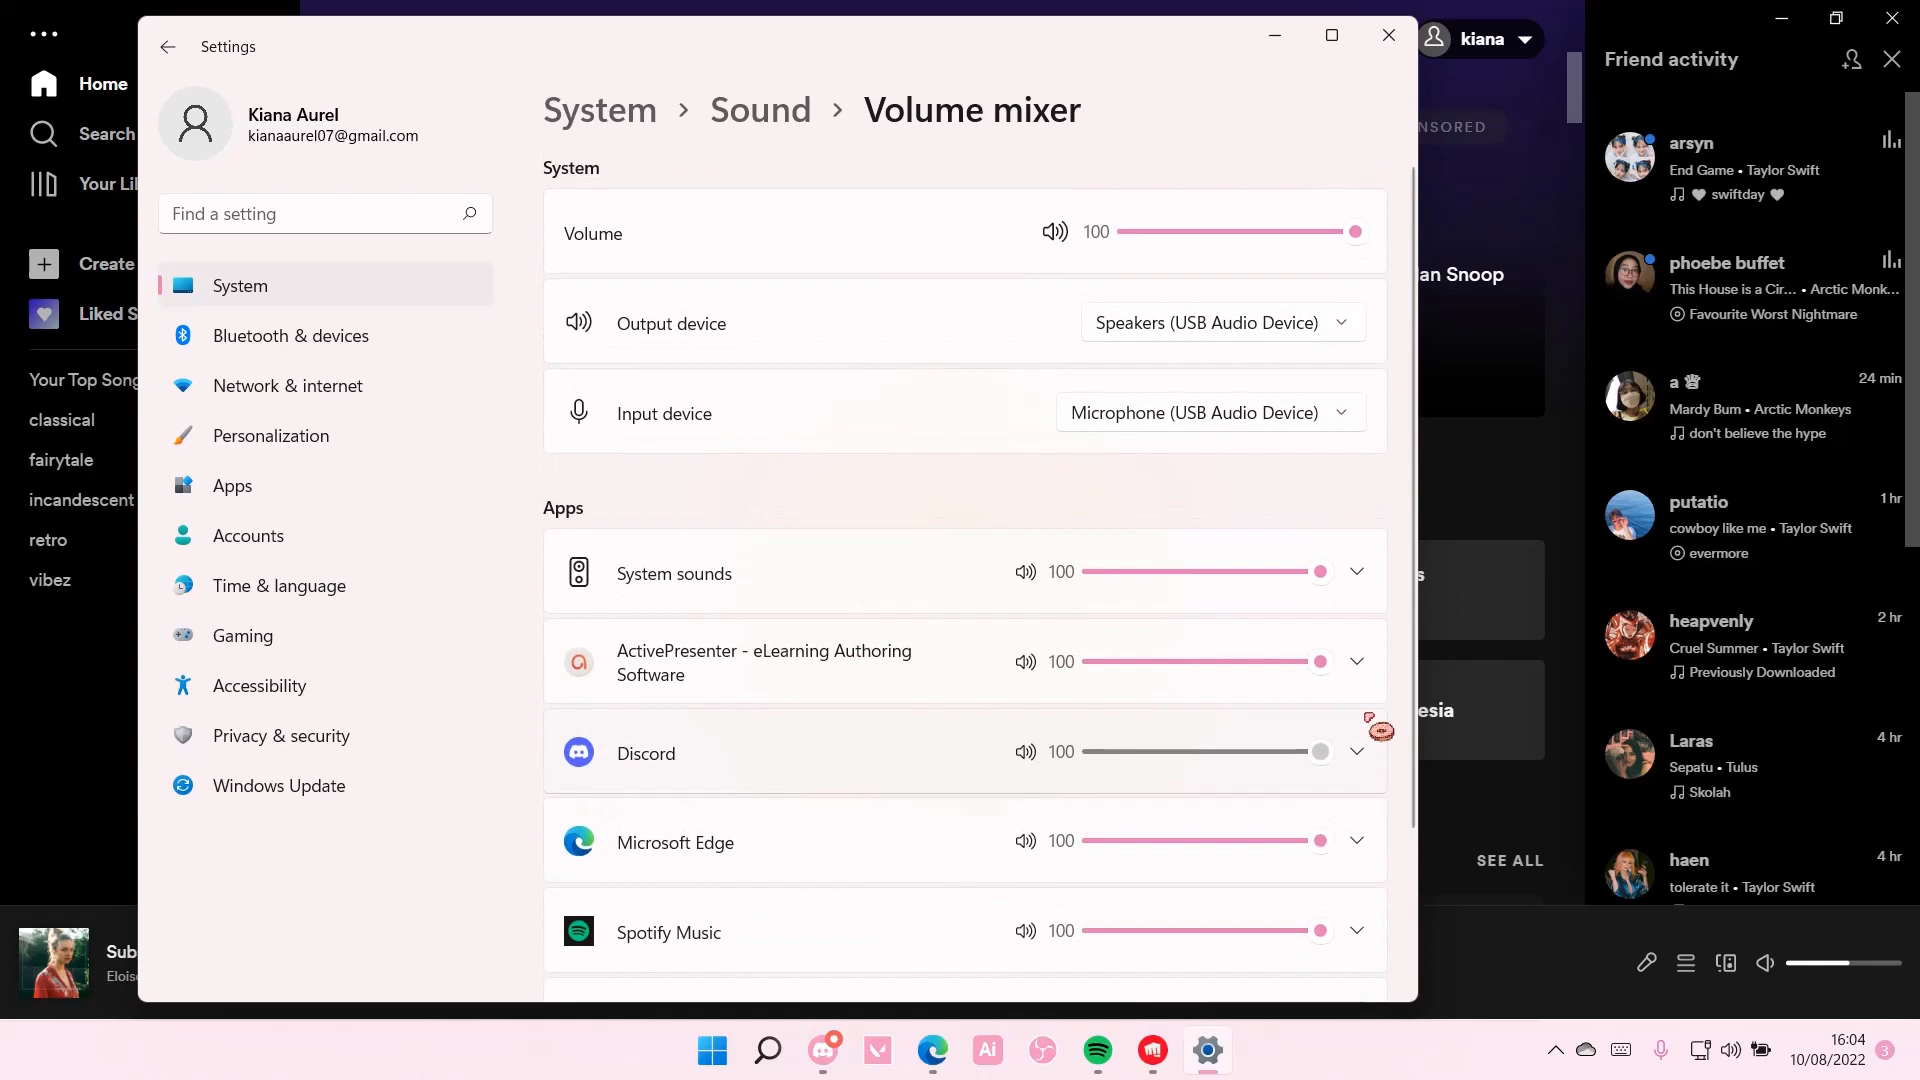 Settings
Kiana Aurel
kianaaurel07@gmail.com
Find a setting
System
Bluetooth & devices
Network & internet
Personalization
Apps
Accounts
Time & language
Gaming
Accessibility
Privacy & security
Windows Update
System > Sound > Volume mixer
System
Volume
100
Output device
Speakers (USB Audio Device)
Input device
Microphone (USB Audio Device)
Apps
System sounds
100
ActivePresenter - eLearning Authoring
Software
100
Discord
100
Microsoft Edge
100
Spotify Music
100
Home
Search
Your Li
Create
Liked S
Your Top Song
classical
fairytale
incandescent
retro
vibez
Sub
Elois
kiana
NSORED
an Snoop
s
esia
SEE ALL
Friend activity
arsyn
End Game • Taylor Swift
swiftday
phoebe buffet
This House is a Cir... • Arctic Monk...
Favourite Worst Nightmare
a
24 min
Mardy Bum • Arctic Monkeys
don't believe the hype
putatio
1 hr
cowboy like me • Taylor Swift
evermore
heapvenly
2 hr
Cruel Summer • Taylor Swift
Previously Downloaded
Laras
4 hr
Sepatu • Tulus
Skolah
haen
4 hr
tolerate it • Taylor Swift
Ai
16:04
10/08/2022
3